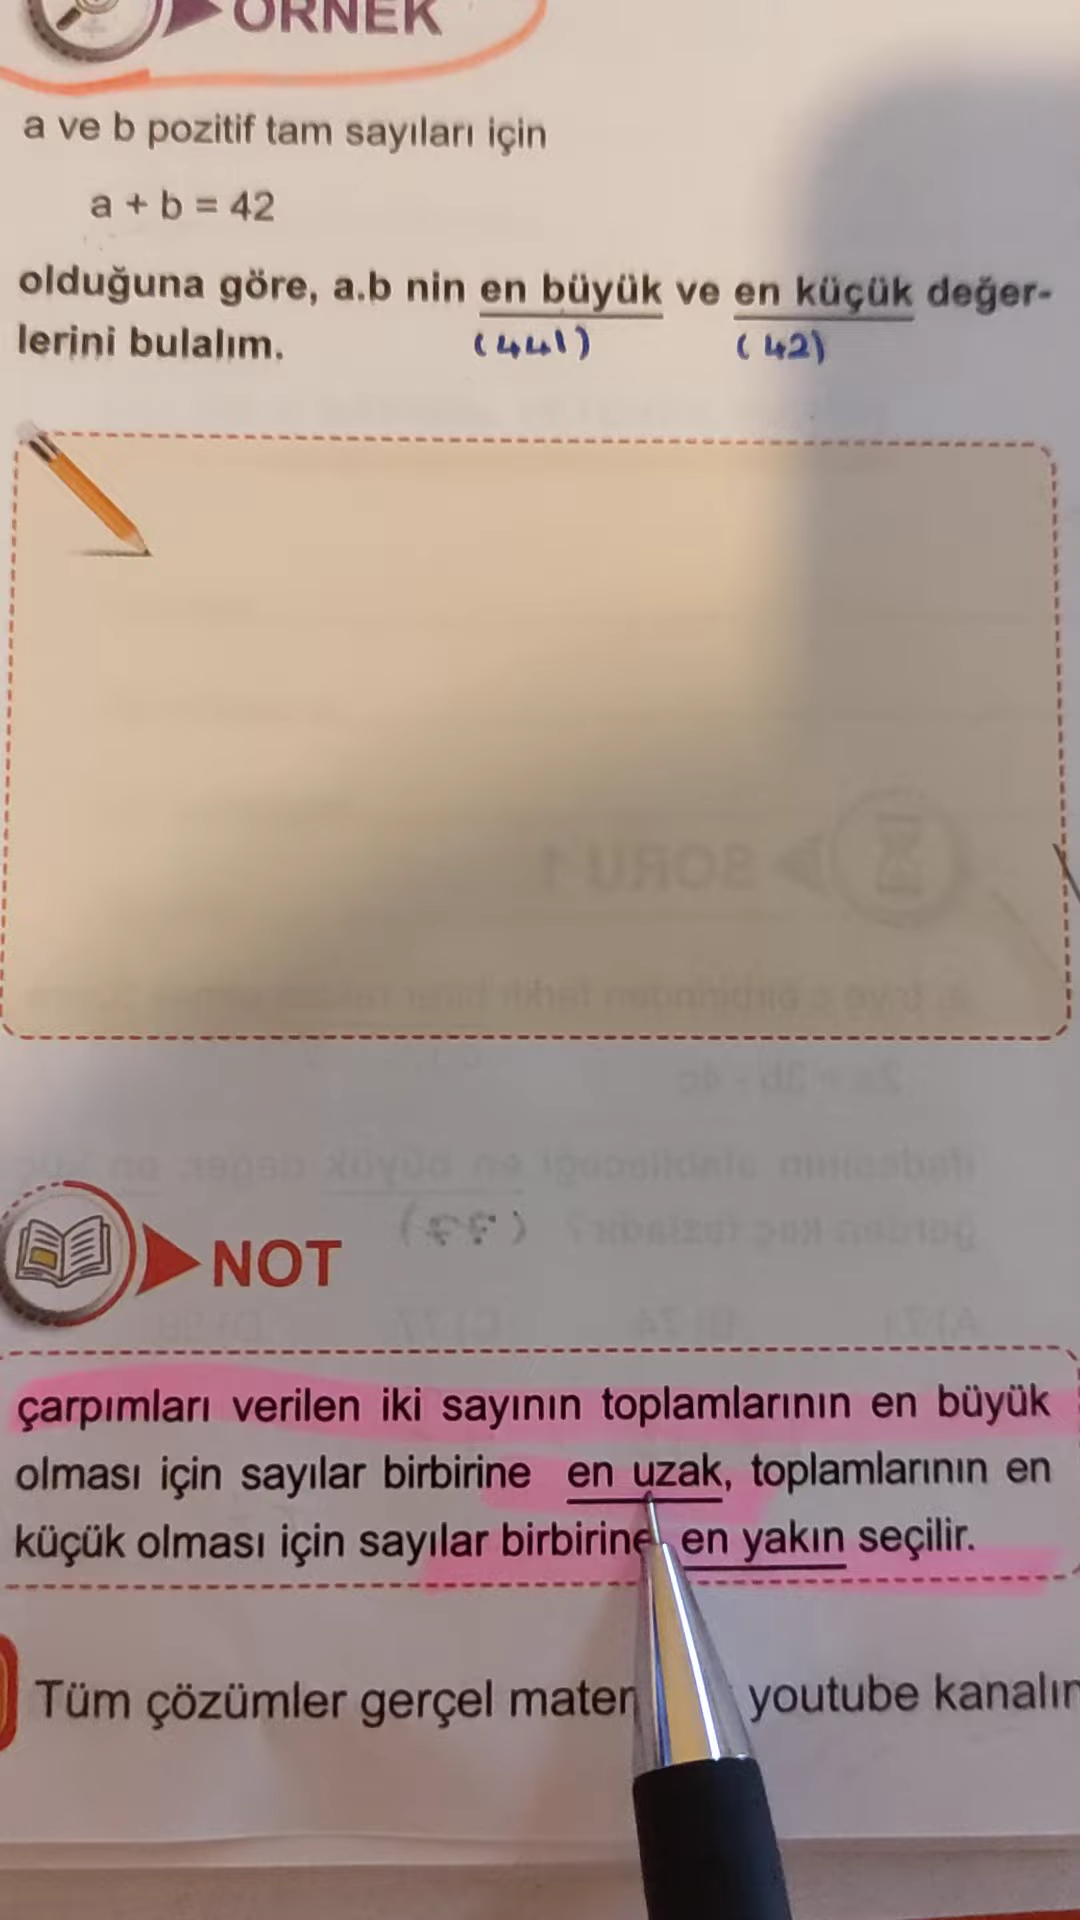 ÖRNEK
a ve b pozitif tam sayıları için
a + b = 42
olduğuna göre, a.b nin en büyük ve en küçük değer-
lerini bulalım.
(441) (42)
NOT
çarpımları verilen iki sayının toplamlarının en büyük
olması için sayılar birbirine en uzak, toplamlarının en
küçük olması için sayılar birbirine en yakın seçilir.
Tüm çözümler gerçel youtube